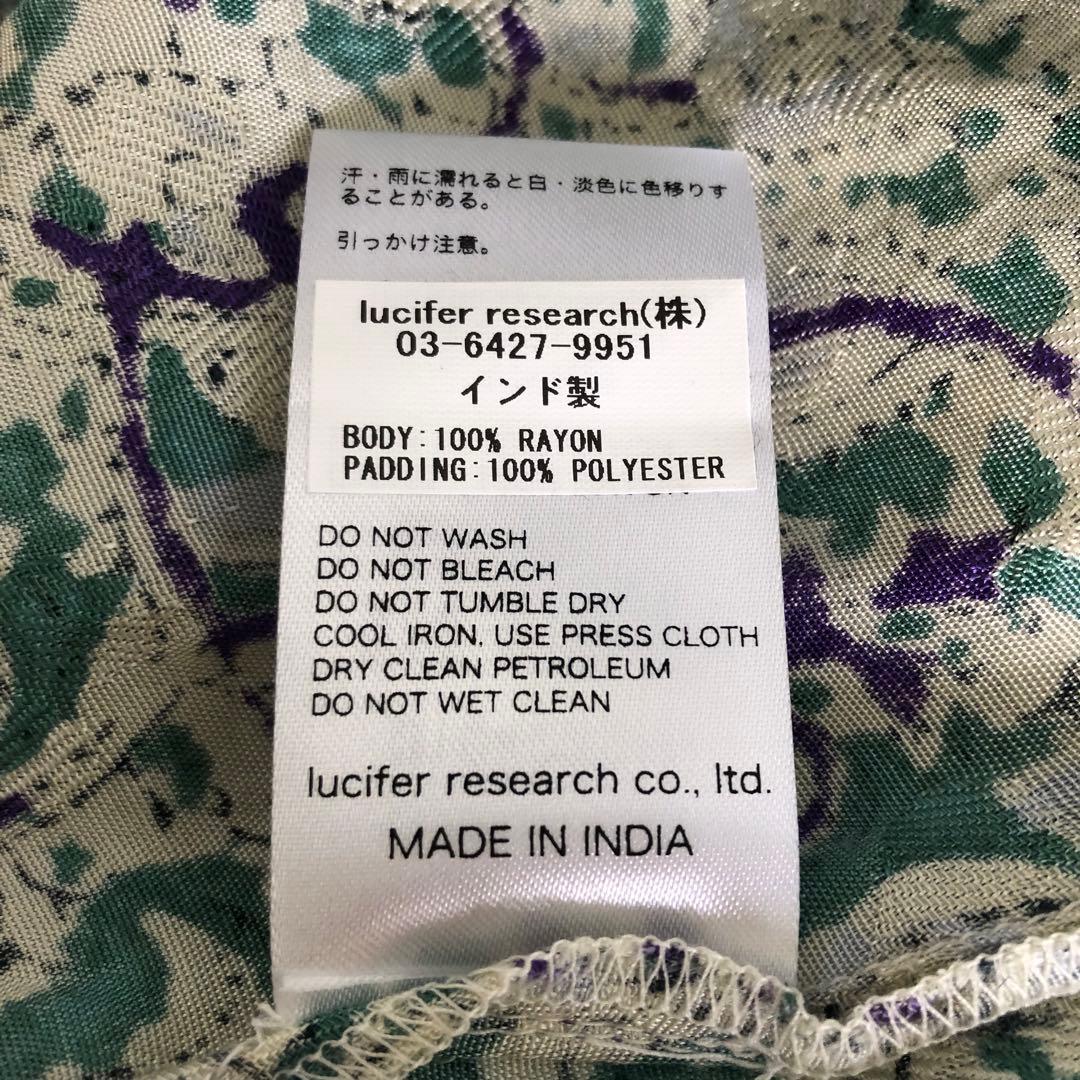 汗・雨に濡れると白・淡色に色移りす
ることがある。
引っかけ注意。
lucifer research(株)
03-6427-9951
インド製
BODY:100% RAYON
PADDING:100% POLYESTER
DO NOT WASH
DO NOT BLEACH
DO NOT TUMBLE DRY
COOL IRON. USE PRESS CLOTH
DRY CLEAN PETROLEUM
DO NOT WET CLEAN
lucifer research co., ltd.
MADE IN INDIA